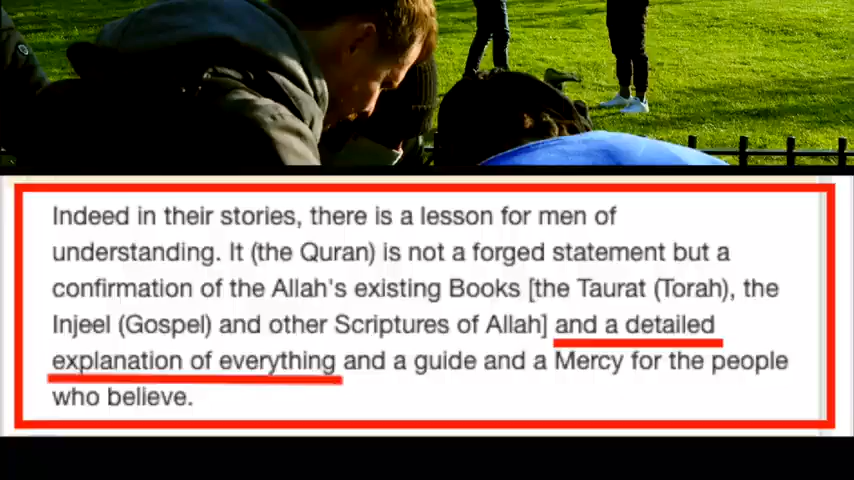 Indeed in their stories, there is a lesson for men of
understanding. It (the Quran) is not a forged statement but a
confirmation of the Allah's existing Books [the Taurat (Torah), the
Injeel (Gospel) and other Scriptures of Allah] and a detailed
explanation of everything and a guide and a Mercy for the people
who believe.